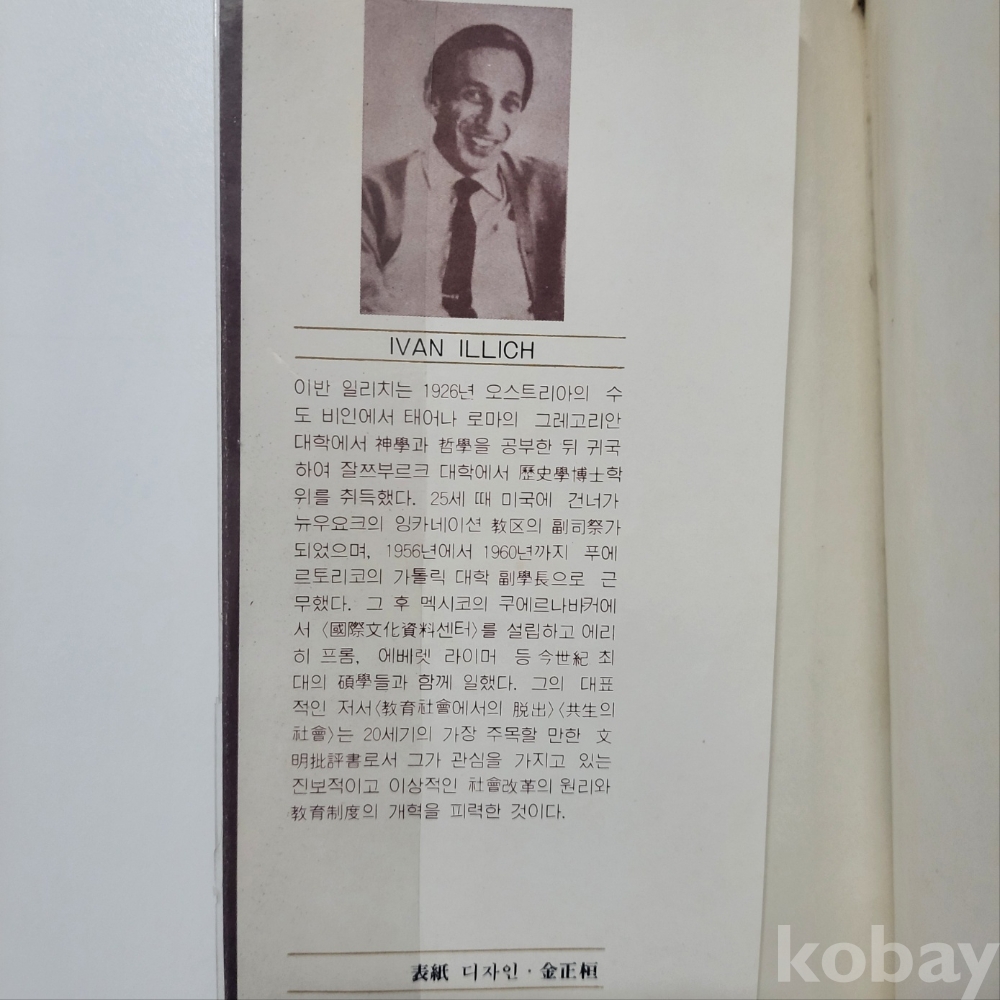 IVAN ILLICH
이반 일리치는 1926년 오스트리아의 수
도 비인에서 태어나 로마의 그레고리안
대학에서 神學과 哲學을 공부한 뒤 귀국
하여 잘쯔부르크 대학에서 歷史學博士학
위를 취득했다. 25세 때 미국에 건너가
뉴우요크의 잉카네이션 教区의 副司祭가
되었으며, 1956년에서 1960년까지 푸에
르토리코의 가톨릭 대학 副學長으로 근
무했다. 그 후 멕시코의 쿠에르나바커에
서 〈國際文化資料센터〉를 설립하고 에리
히 프롬, 에베렛 라이머 등 今世紀 최
대의 碩學들과 함께 일했다. 그의 대표
적인 저서〈教育社會에서의 脱出〉〈共生의
社會〉는 20세기의 가장 주목할 만한 文
明批評書로서 그가 관심을 가지고 있는
진보적이고 이상적인 社會改革의 원리와
教育制度의 개혁을 피력한 것이다.
表紙 디자인·金正桓
kobay